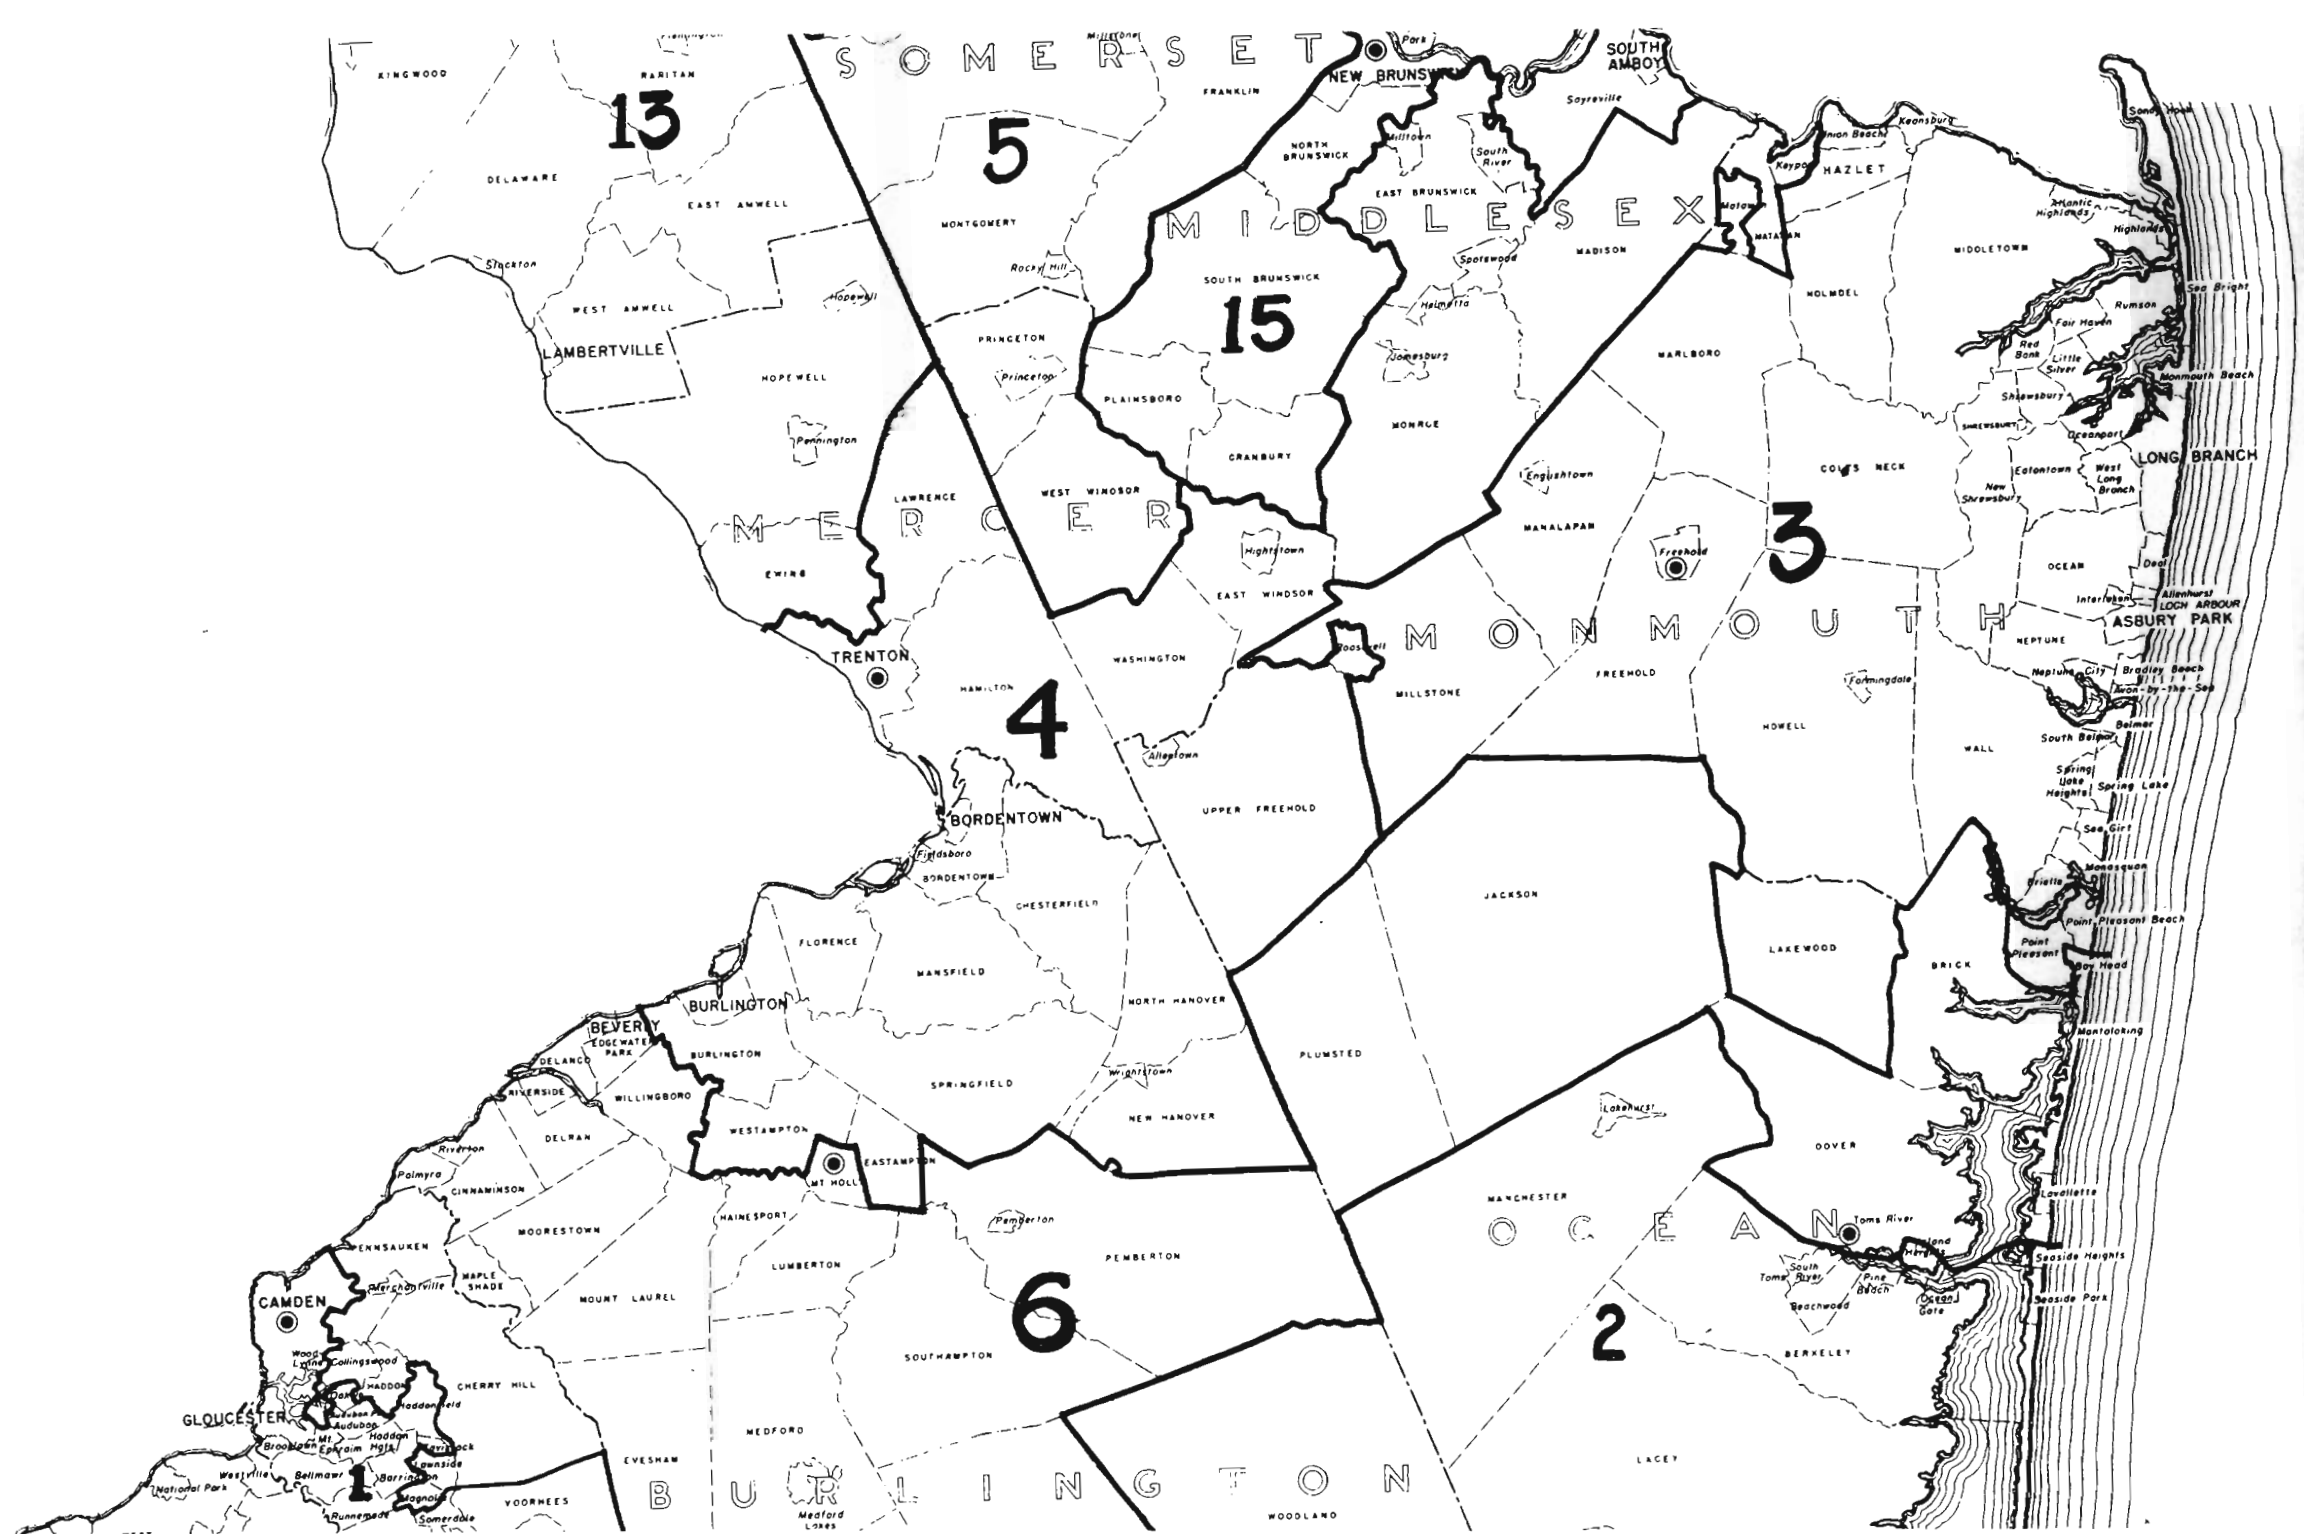 SOMERSET
KINGWOOD
RARITAN
13
5
FRANKLIN
Park
NEW BRUNSWICK
SOUTH
AMBOY
Sayreville
Sandy Hook
DELAWARE
EAST AMWELL
MONTGOMERY
NORTH
BRUNSWICK
Milltown
South
River
EAST BRUNSWICK
MIDDLESEX
Union Beach
Keansburg
Keyport
HAZLET
Matawan
MATAWAN
MADISON
MIDDLETOWN
Atlantic
Highlands
Highlands
Stockton
Rocky Hill
Hopewell
WEST AMWELL
LAMBERTVILLE
HOPEWELL
Pennington
PRINCETON
Princeton
SOUTH BRUNSWICK
15
Spotswood
Helmetta
Jamesburg
PLAINSBORO
CRANBURY
MONROE
MARLBORO
HOLMDEL
Sea Bright
Rumson
Fair Haven
Red
Bank
Little
Silver
Monmouth Beach
Shrewsbury
SHREWSBURY
Oceanport
LONG BRANCH
COLTS NECK
Eatontown
West
Long
Branch
New
Shrewsbury
Englishtown
MANALAPAN
Freehold
3
LAWRENCE
WEST WINDSOR
MERCER
EWING
Hightstown
EAST WINDSOR
OCEAN
Deal
Interlaken
Allenhurst
LOCH ARBOUR
ASBURY PARK
NEPTUNE
MONMOUTH
Roosevelt
TRENTON
HAMILTON
4
WASHINGTON
MILLSTONE
FREEHOLD
Farmingdale
HOWELL
WALL
Neptune City
Bradley Beach
Avon-by-the-Sea
Belmar
South Belmar
Spring
Lake
Heights
Spring Lake
Sea Girt
Manasquan
Brielle
Allentown
UPPER FREEHOLD
BORDENTOWN
Fieldsboro
BORDENTOWN
CHESTERFIELD
JACKSON
LAKEWOOD
BRICK
Point Pleasant Beach
Point
Pleasant
Bay Head
Mantoloking
FLORENCE
MANSFIELD
NORTH HANOVER
BURLINGTON
BEVERLY
EDGEWATER
PARK
DELANCO
BURLINGTON
RIVERSIDE
WILLINGBORO
SPRINGFIELD
Wrightstown
NEW HANOVER
PLUMSTED
Lakehurst
DOVER
WESTAMPTON
EASTAMPTON
MT HOLLY
DELRAN
Riverton
Palmyra
CINNAMINSON
MOORESTOWN
HAINESPORT
Pemberton
PEMBERTON
LUMBERTON
MANCHESTER
OCEAN
Toms River
Lavallette
Island
Heights
Seaside Heights
Seaside Park
South
Toms River
Pine
Beach
Ocean
Gate
Beachwood
PENNSAUKEN
Merchantville
MAPLE
SHADE
MOUNT LAUREL
CAMDEN
6
2
BERKELEY
Wood
Lynne
Collingswood
HADDON
CHERRY HILL
Haddonfield
SOUTHAMPTON
GLOUCESTER
Audubon
Brooklawn
Mt.
Ephraim
Haddon
Hgts
Lawnside
MEDFORD
EVESHAM
LACEY
Westville
Bellmawr
Barrington
National Park
1
Magnolia
VOORHEES
BURLINGTON
Runnemede
Somerdale
Medford
Lakes
WOODLAND